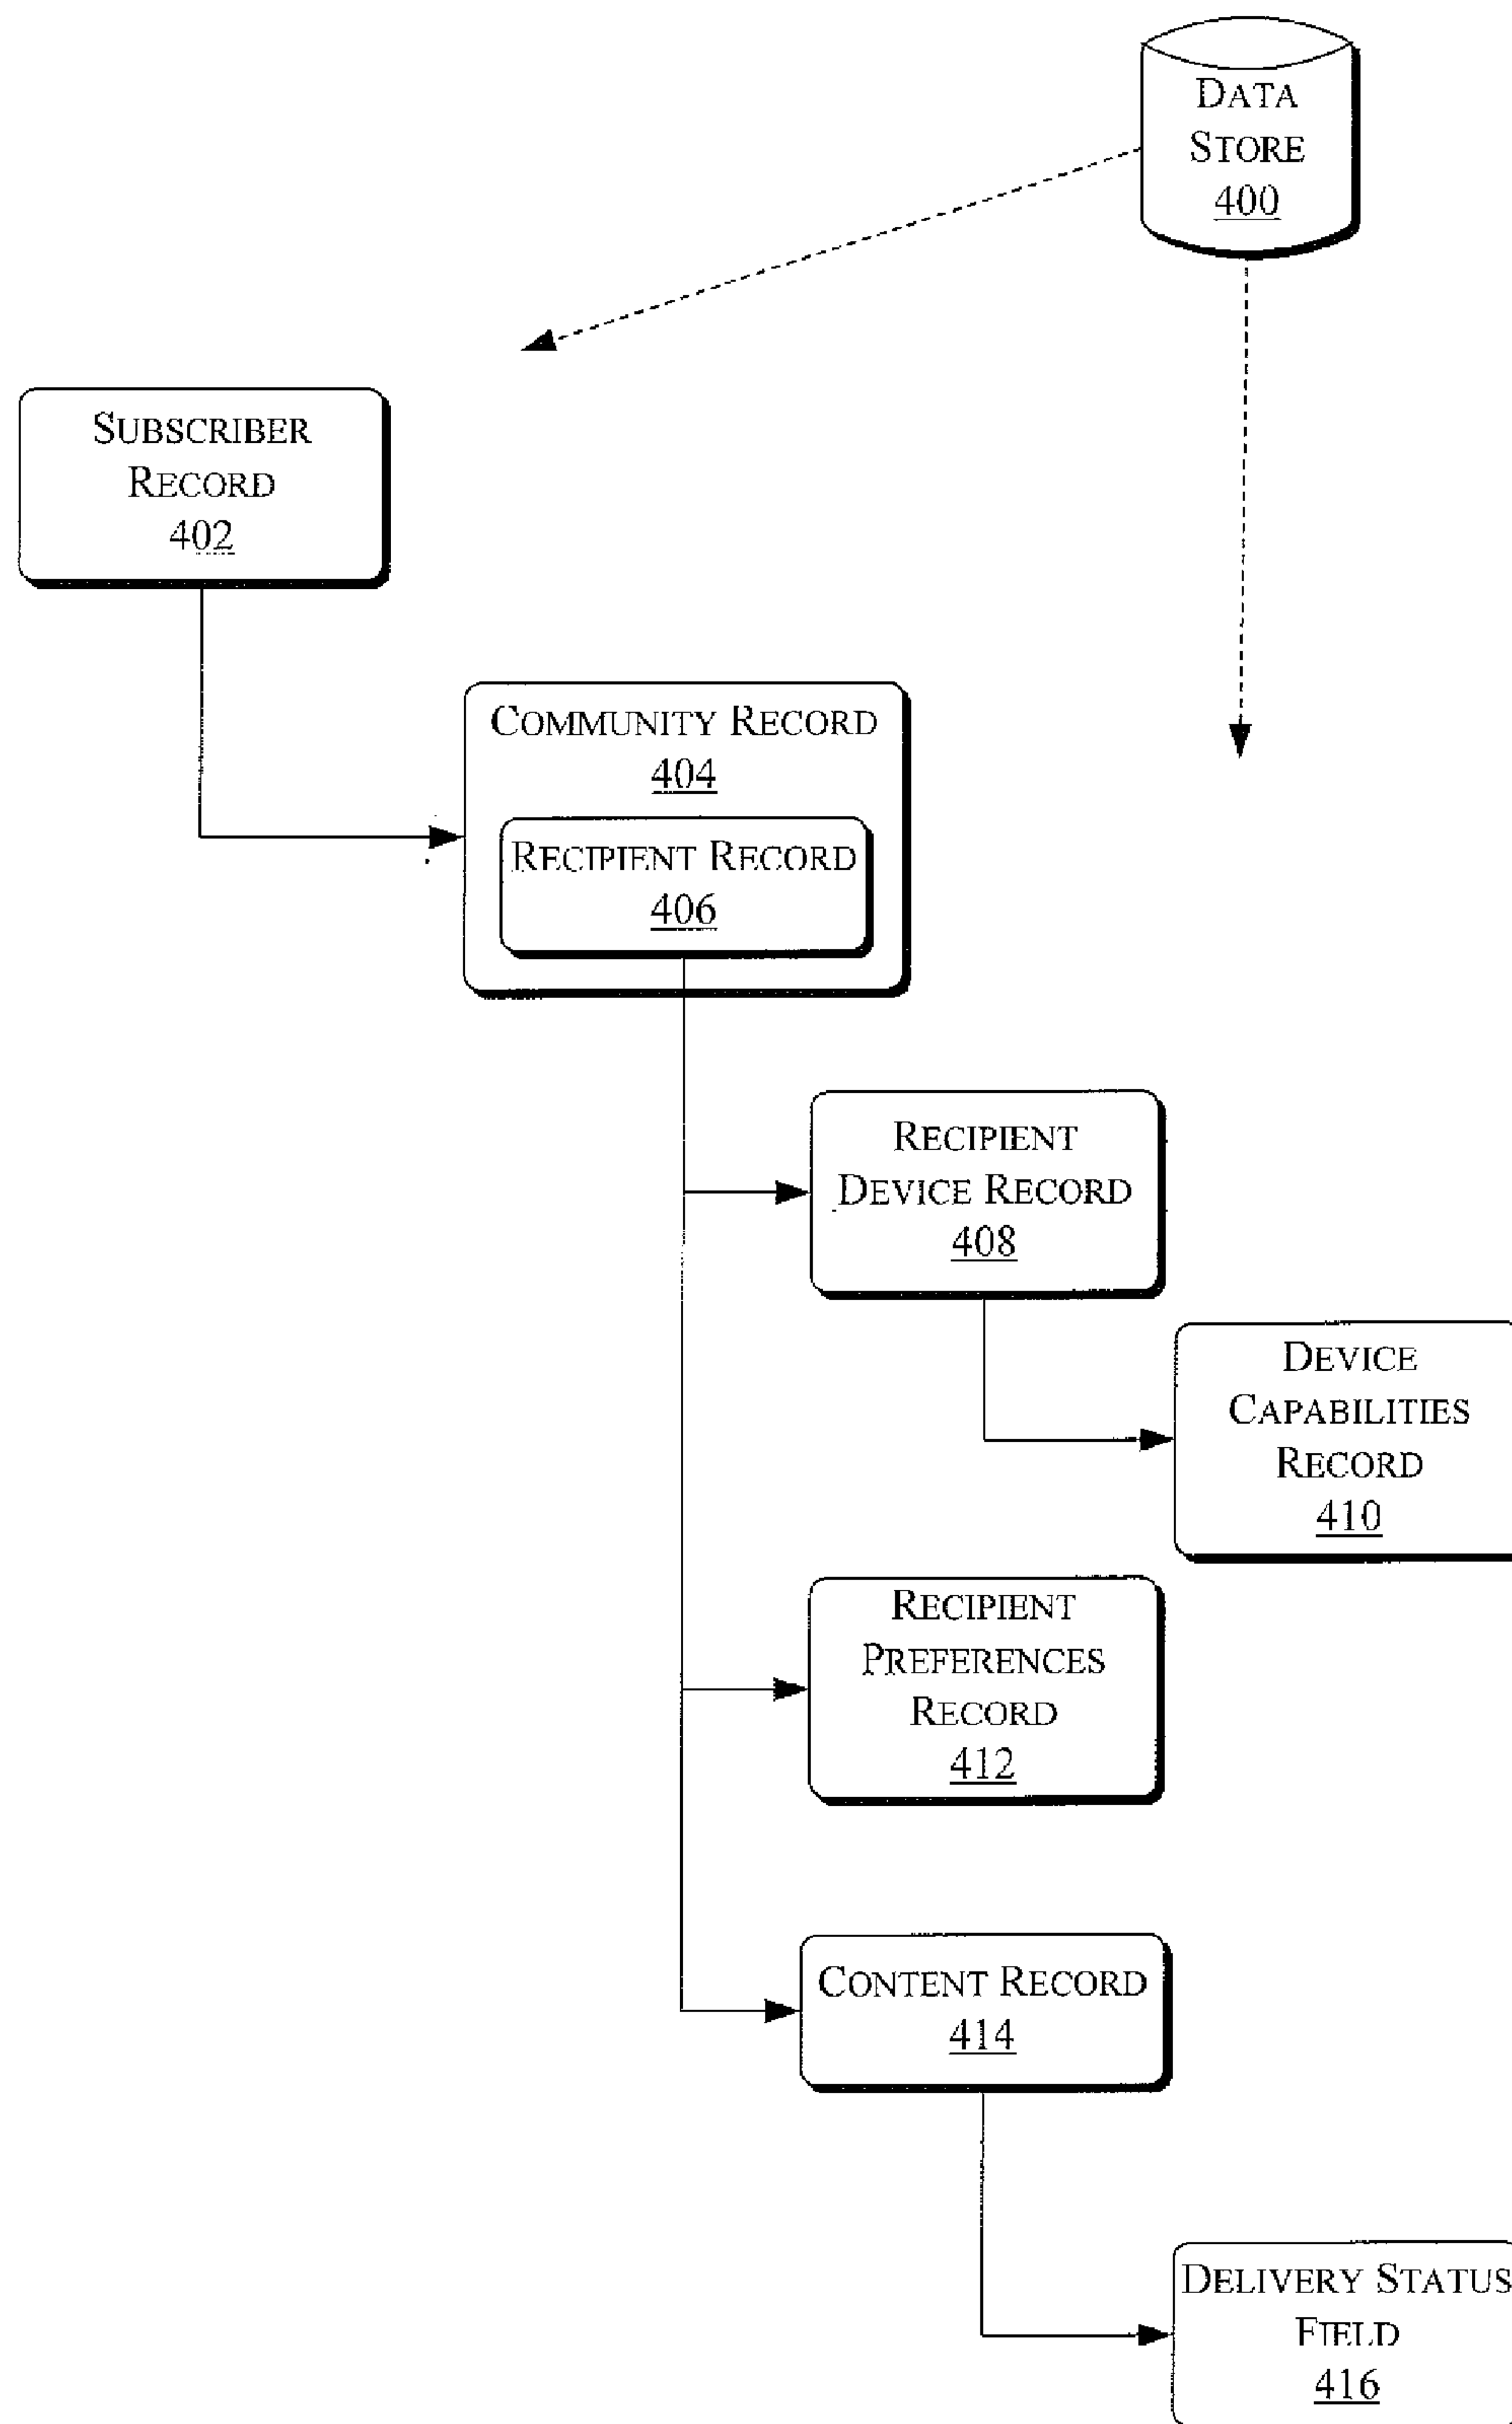 DATA
STORE
400
SUBSCRIBER
RECORD
402
COMMUNITY RECORD
404
RECIPIENT RECORD
406
RECIPIENT
DEVICE RECORD
408
DEVICE
CAPABILITIES
RECORD
410
RECIPIENT
PREFERENCES
RECORD
412
CONTENT RECORD
414
DELIVERY STATUS
FIELD
416